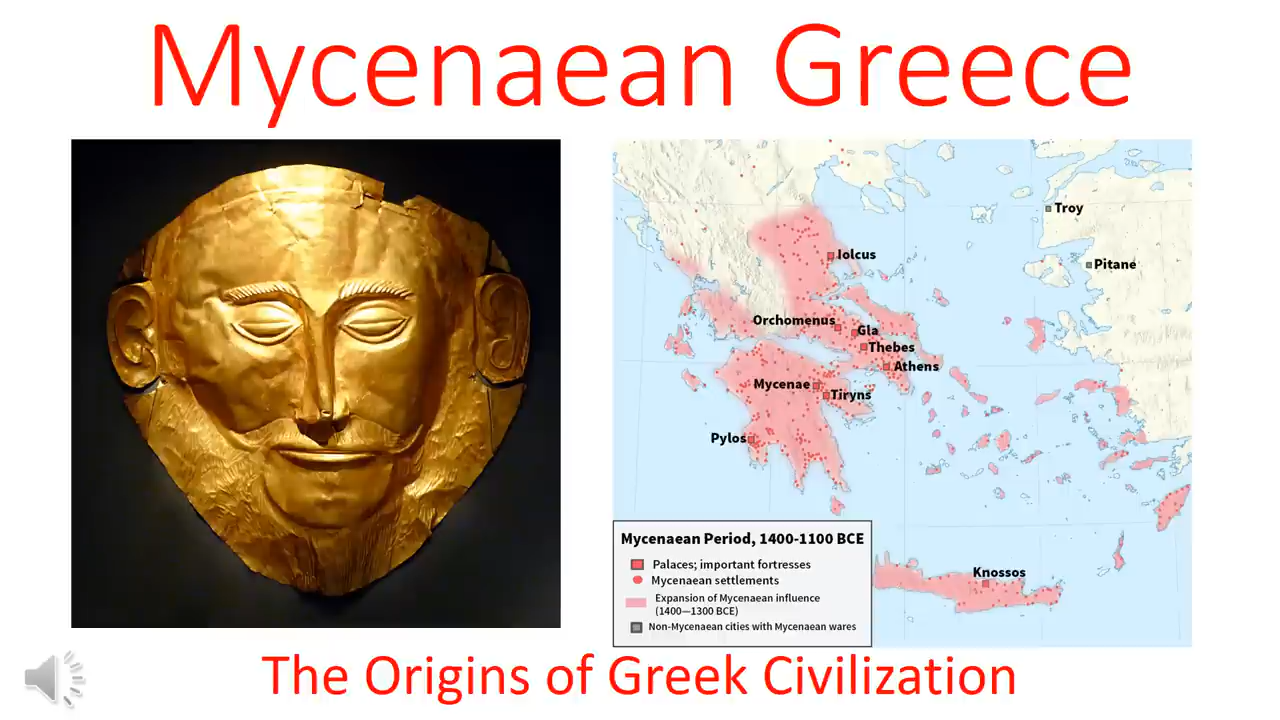 Mycenaean Greece
Troy
Pitane
Iolcus
Orchomenus
Gla
Thebes
Athens
Mycenae
Tiryns
Pylos
Knossos
Mycenaean Period, 1400-1100 BCE
Palaces; important fortresses
Mycenaean settlements
Expansion of Mycenaean influence
(1400—1300 BCE)
Non-Mycenaean cities with Mycenaean wares
The Origins of Greek Civilization